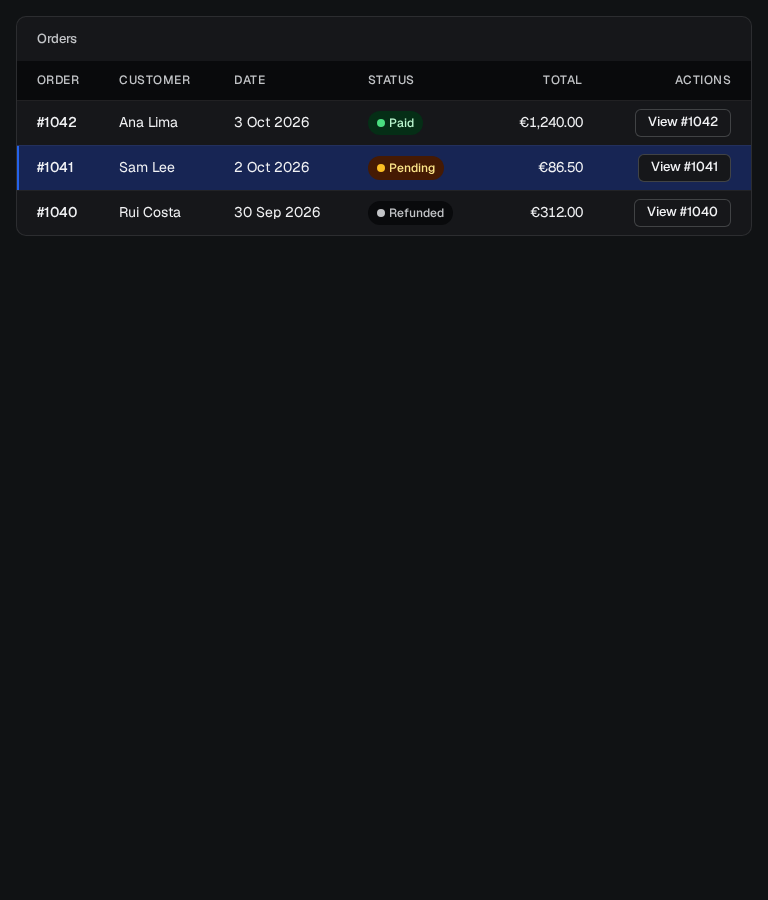 Orders
ORDER CUSTOMER DATE STATUS TOTAL ACTIONS
#1042 Ana Lima 3 Oct 2026 Paid €1,240.00 View #1042
#1041 Sam Lee 2 Oct 2026 Pending €86.50 View #1041
#1040 Rui Costa 30 Sep 2026 Refunded €312.00 View #1040